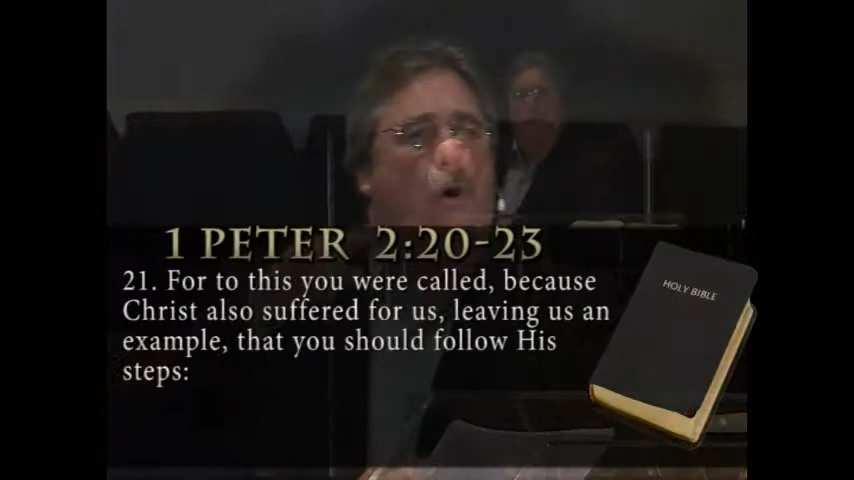 1 PETER 2:20-23
21. For to this you were called, because
Christ also suffered for us, leaving us an
example, that you should follow His
steps:
HOLY BIBLE